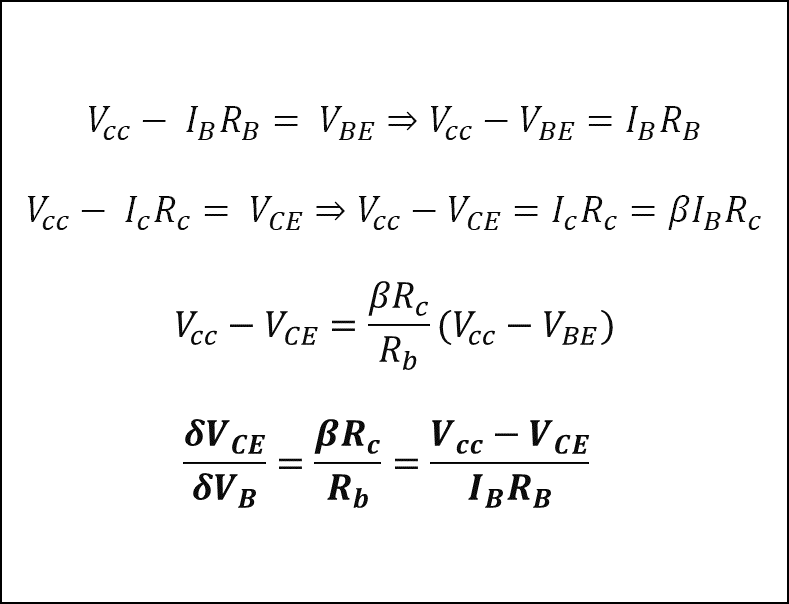 V_cc − I_B R_B = V_BE ⇒ V_cc − V_BE = I_B R_B
V_cc − I_c R_c = V_CE ⇒ V_cc − V_CE = I_c R_c = βI_B R_c
V_cc − V_CE = βR_c / R_b (V_cc − V_BE)
δV_CE / δV_B = βR_c / R_b = V_cc − V_CE / I_B R_B